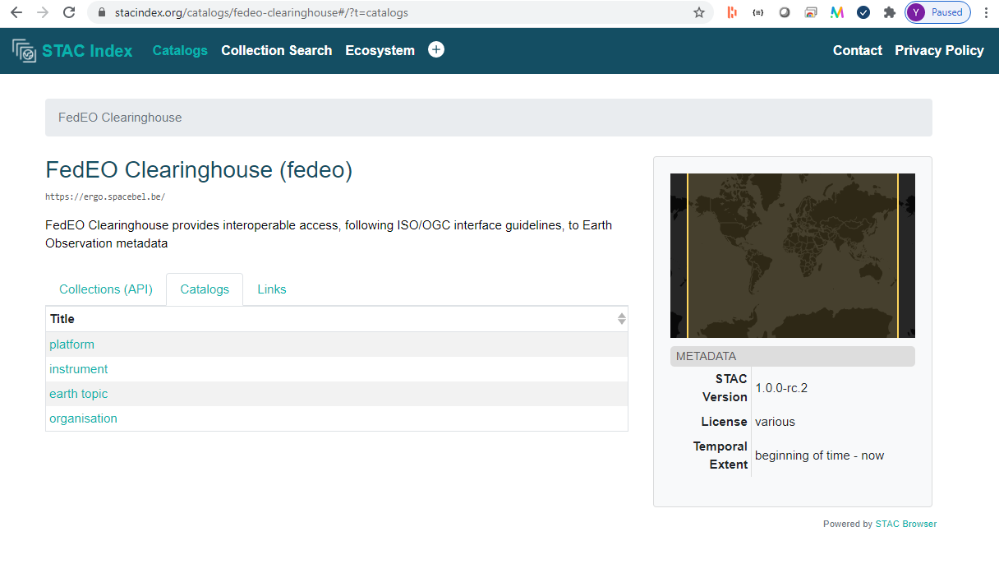 stacindex.org/catalogs/fedeo-clearinghouse#/?t=catalogs
Y Paused
STAC Index Catalogs Collection Search Ecosystem Contact Privacy Policy
FedEO Clearinghouse
FedEO Clearinghouse (fedeo)
https://ergo.spacebel.be/
FedEO Clearinghouse provides interoperable access, following ISO/OGC interface guidelines, to Earth
Observation metadata
Collections (API) Catalogs Links
Title
platform
instrument
earth topic
organisation
METADATA
STAC
Version
1.0.0-rc.2
License various
Temporal
Extent
beginning of time - now
Powered by STAC Browser